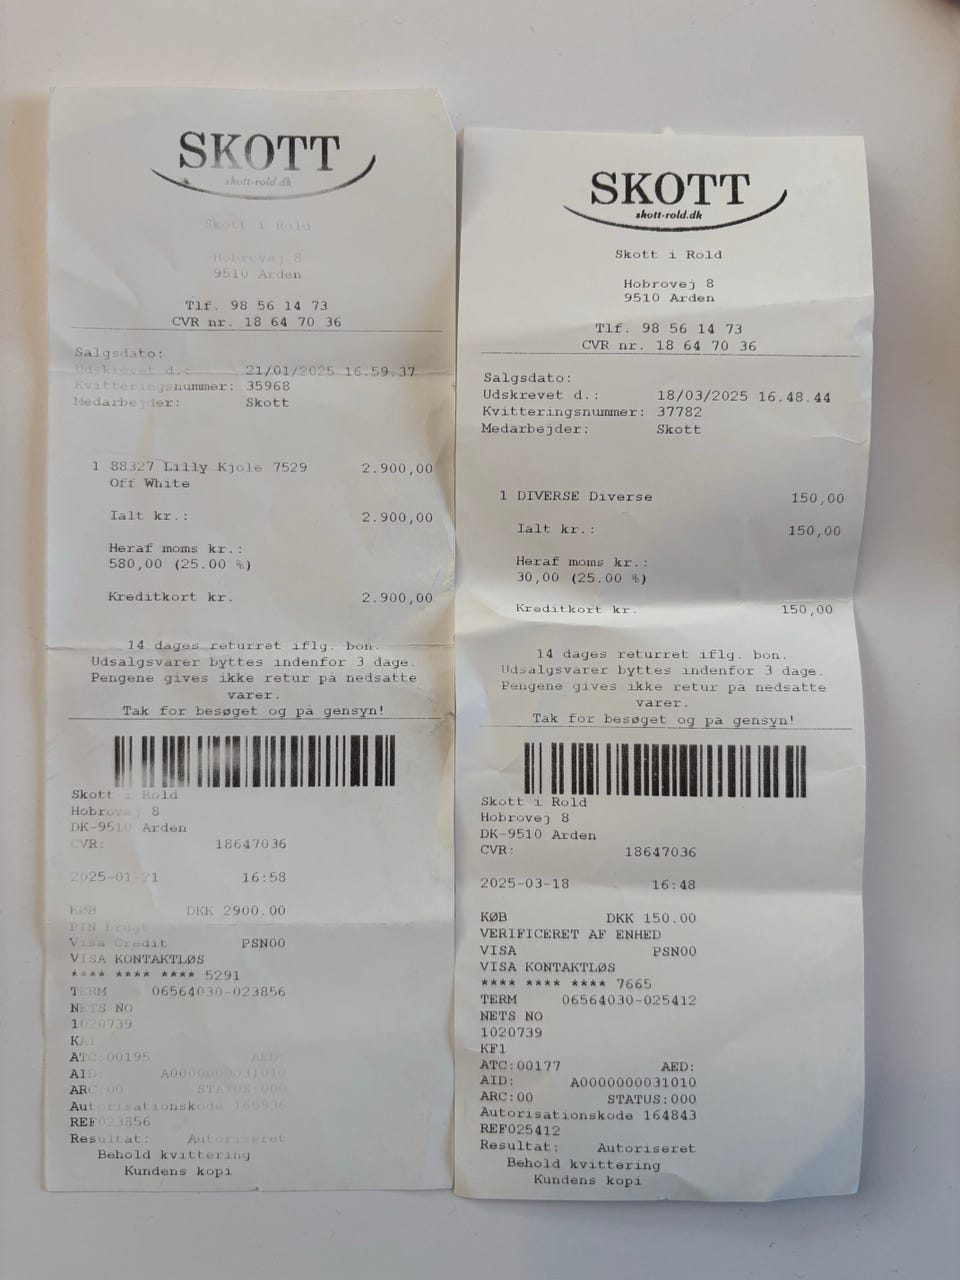 SKOTT
skott-rold.dk
Skott i Rold
Hobrovej 8
9510 Arden
Tlf. 98 56 14 73
CVR nr. 18 64 70 36
Salgsdato:
Udskrevet d.: 21/01/2025 16.59.37
Kvitteringsnummer: 35968
Medarbejder: Skott
1 88327 Lilly Kjole 7529 2.900,00
Off White
Ialt kr.: 2.900,00
Heraf moms kr.:
580,00 (25.00 %)
Kreditkort kr. 2.900,00
14 dages returret iflg. bon.
Udsalgsvarer byttes indenfor 3 dage.
Pengene gives ikke retur på nedsatte
varer.
Tak for besøget og på gensyn!
Skott i Rold
Hobrovej 8
DK-9510 Arden
CVR: 18647036
2025-01-21 16:58
KØB DKK 2900.00
PIN brugt
Visa Credit PSN00
VISA KONTAKTLØS
**** **** **** 5291
TERM 06564030-023856
NETS NO
1020739
ATC:00195 AED:
AID: A0000000031010
ARC:00 STATUS:000
Autorisationskode
REF023856
Resultat: Autoriseret
Behold kvittering
Kundens kopi
SKOTT
skott-rold.dk
Skott i Rold
Hobrovej 8
9510 Arden
Tlf. 98 56 14 73
CVR nr. 18 64 70 36
Salgsdato:
Udskrevet d.: 18/03/2025 16.48.44
Kvitteringsnummer: 37782
Medarbejder: Skott
1 DIVERSE Diverse 150,00
Ialt kr.: 150,00
Heraf moms kr.:
30,00 (25.00 %)
Kreditkort kr. 150,00
14 dages returret iflg. bon.
Udsalgsvarer byttes indenfor 3 dage.
Pengene gives ikke retur på nedsatte
varer.
Tak for besøget og på gensyn!
Skott i Rold
Hobrovej 8
DK-9510 Arden
CVR: 18647036
2025-03-18 16:48
KØB DKK 150.00
VERIFICERET AF ENHED
VISA PSN00
VISA KONTAKTLØS
**** **** **** 7665
TERM 06564030-025412
NETS NO
1020739
KF1
ATC:00177 AED:
AID: A0000000031010
ARC:00 STATUS:000
Autorisationskode 164843
REF025412
Resultat: Autoriseret
Behold kvittering
Kundens kopi